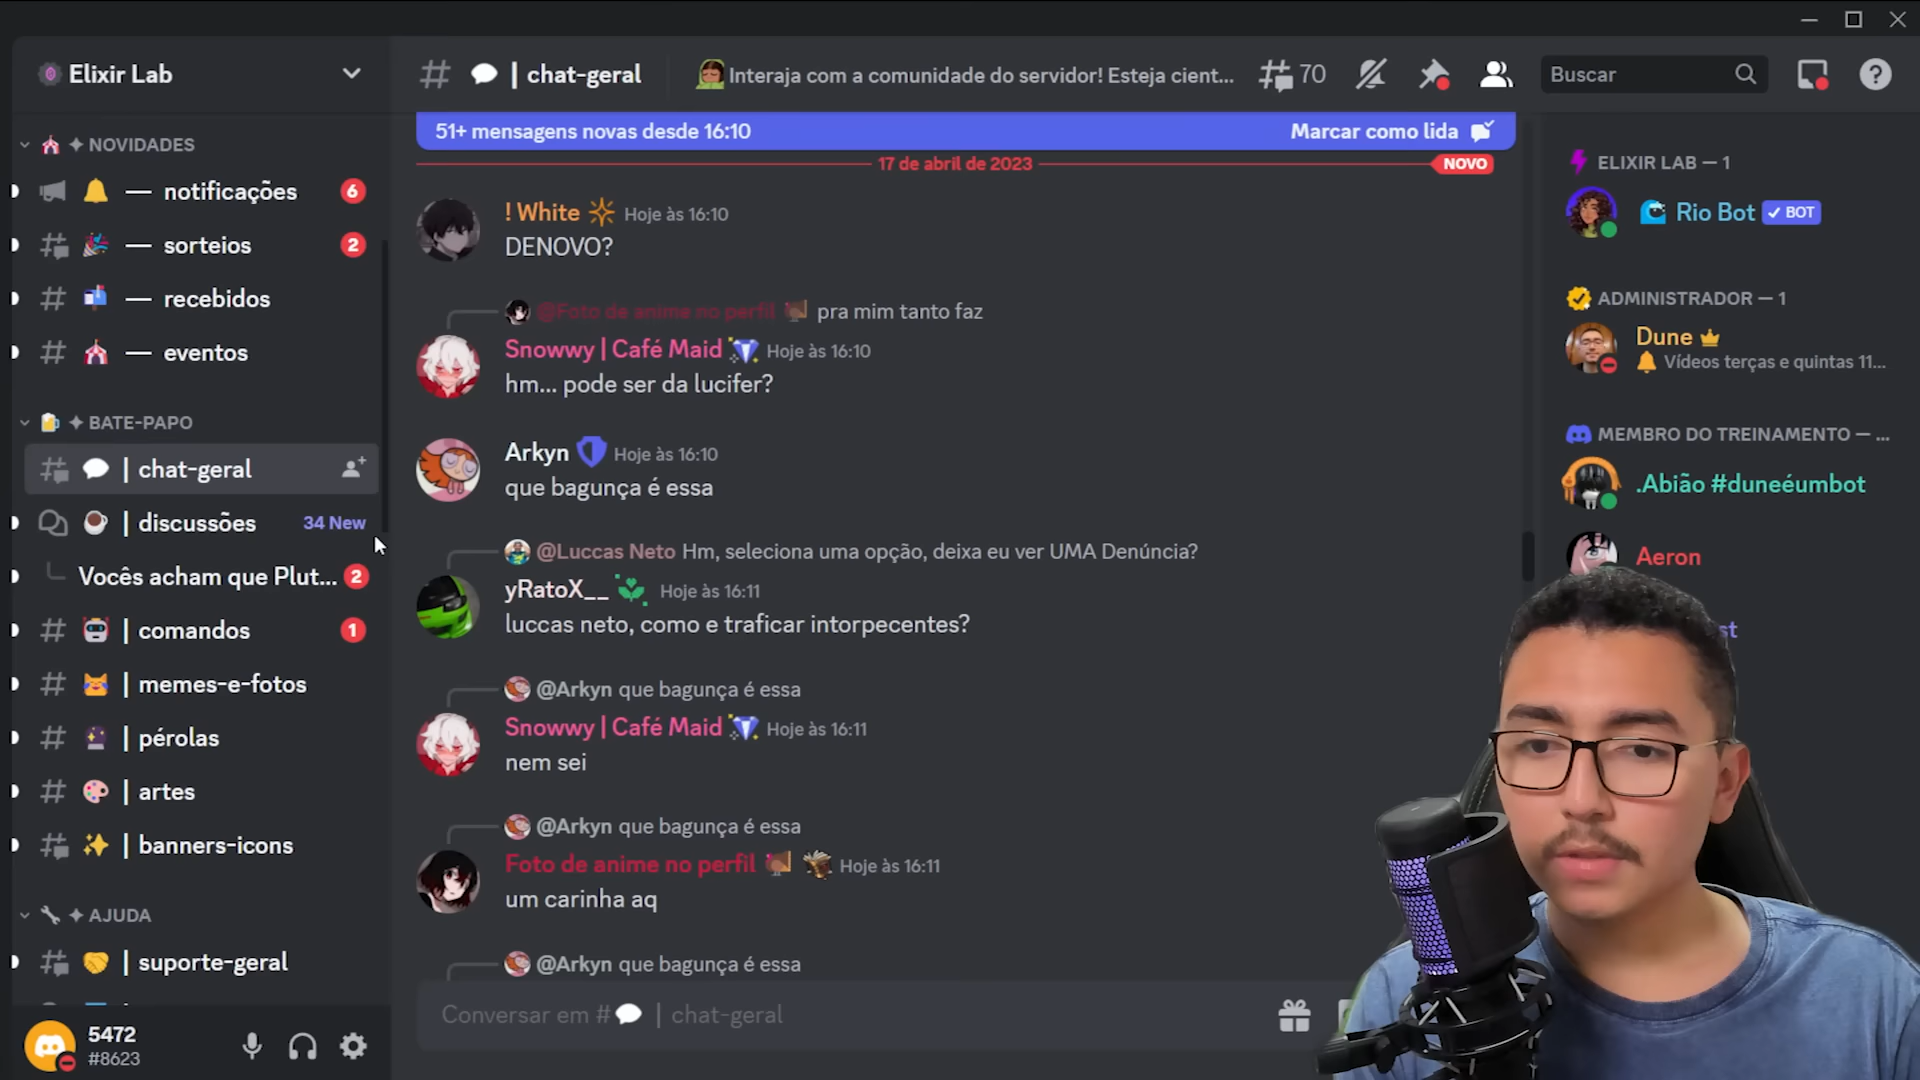 Elixir Lab
NOVIDADES
— notificações 6
— sorteios 2
— recebidos
— eventos
BATE-PAPO
| chat-geral
| discussões 34 New
Vocês acham que Plut... 2
| comandos 1
| memes-e-fotos
| pérolas
| artes
| banners-icons
AJUDA
| suporte-geral
5472
#8623
| chat-geral
Interaja com a comunidade do servidor! Esteja cient...
70
Buscar
51+ mensagens novas desde 16:10 Marcar como lida
17 de abril de 2023 NOVO
! White Hoje às 16:10
DENOVO?
@Foto de anime no perfil pra mim tanto faz
Snowwy | Café Maid Hoje às 16:10
hm... pode ser da lucifer?
Arkyn Hoje às 16:10
que bagunça é essa
@Luccas Neto Hm, seleciona uma opção, deixa eu ver UMA Denúncia?
yRatoX__ Hoje às 16:11
luccas neto, como e traficar intorpecentes?
@Arkyn que bagunça é essa
Snowwy | Café Maid Hoje às 16:11
nem sei
@Arkyn que bagunça é essa
Foto de anime no perfil Hoje às 16:11
um carinha aq
@Arkyn que bagunça é essa
Conversar em # | chat-geral
ELIXIR LAB — 1
Rio Bot BOT
ADMINISTRADOR — 1
Dune
Vídeos terças e quintas 11...
MEMBRO DO TREINAMENTO — ...
.Abião #duneéumbot
Aeron
st